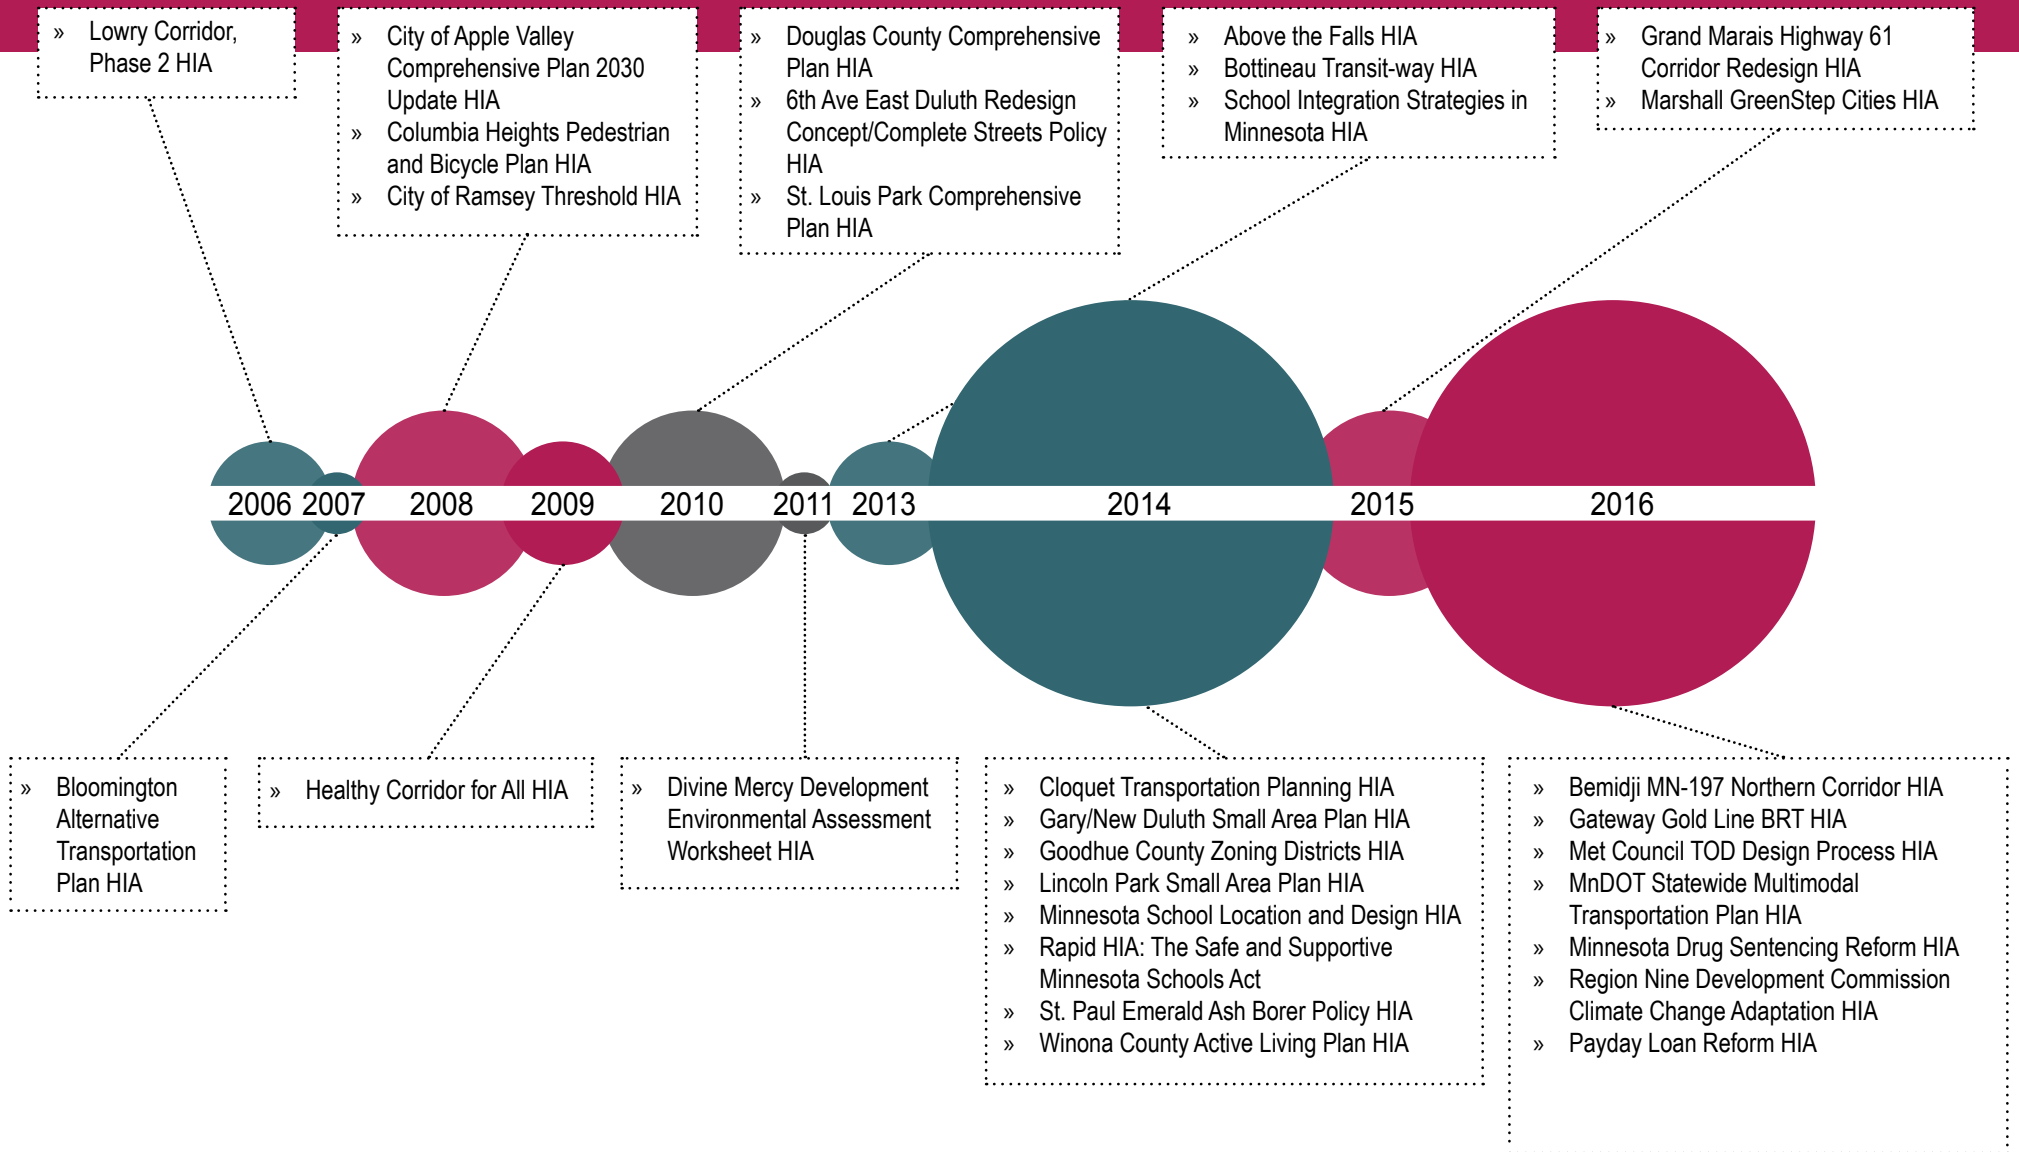 » Lowry Corridor,
Phase 2 HIA
» City of Apple Valley
Comprehensive Plan 2030
Update HIA
» Columbia Heights Pedestrian
and Bicycle Plan HIA
» City of Ramsey Threshold HIA
» Douglas County Comprehensive
Plan HIA
» 6th Ave East Duluth Redesign
Concept/Complete Streets Policy
HIA
» St. Louis Park Comprehensive
Plan HIA
» Above the Falls HIA
» Bottineau Transit-way HIA
» School Integration Strategies in
Minnesota HIA
» Grand Marais Highway 61
Corridor Redesign HIA
» Marshall GreenStep Cities HIA
2006 2007 2008 2009 2010 2011 2013 2014 2015 2016
» Bloomington
Alternative
Transportation
Plan HIA
» Healthy Corridor for All HIA
» Divine Mercy Development
Environmental Assessment
Worksheet HIA
» Cloquet Transportation Planning HIA
» Gary/New Duluth Small Area Plan HIA
» Goodhue County Zoning Districts HIA
» Lincoln Park Small Area Plan HIA
» Minnesota School Location and Design HIA
» Rapid HIA: The Safe and Supportive
Minnesota Schools Act
» St. Paul Emerald Ash Borer Policy HIA
» Winona County Active Living Plan HIA
» Bemidji MN-197 Northern Corridor HIA
» Gateway Gold Line BRT HIA
» Met Council TOD Design Process HIA
» MnDOT Statewide Multimodal
Transportation Plan HIA
» Minnesota Drug Sentencing Reform HIA
» Region Nine Development Commission
Climate Change Adaptation HIA
» Payday Loan Reform HIA